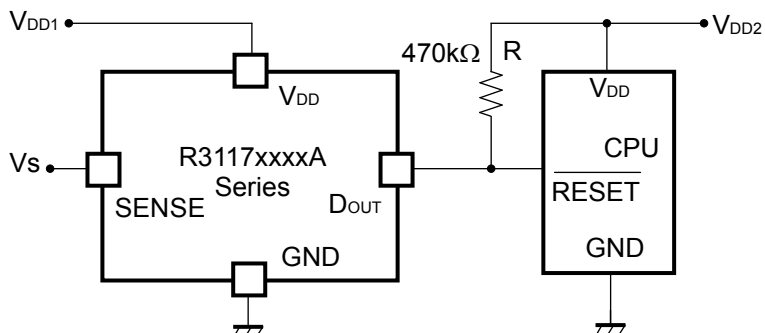 VDD1
VDD2
470kΩ R
VDD
VDD
R3117xxxxA
Series
CPU
Vs
SENSE
DOUT
RESET
GND
GND